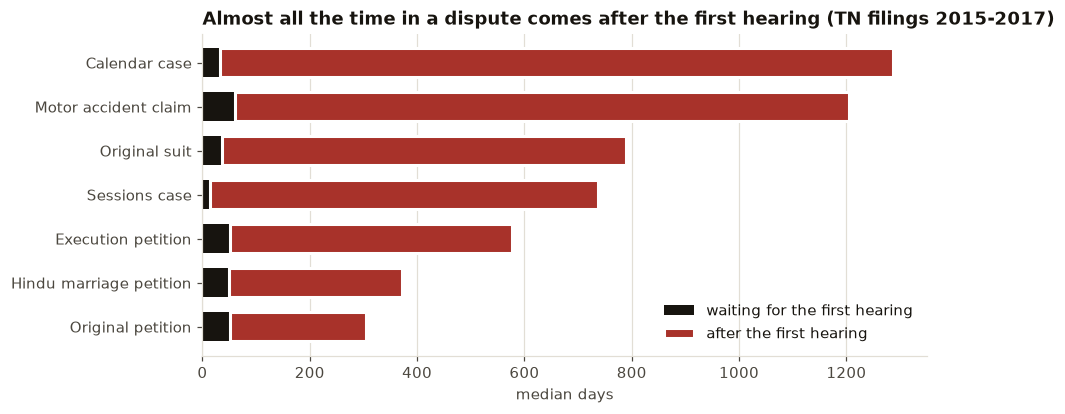 Almost all the time in a dispute comes after the first hearing (TN filings 2015-2017)
Calendar case
Motor accident claim
Original suit
Sessions case
Execution petition
Hindu marriage petition
Original petition
waiting for the first hearing
after the first hearing
0 200 400 600 800 1000 1200
median days